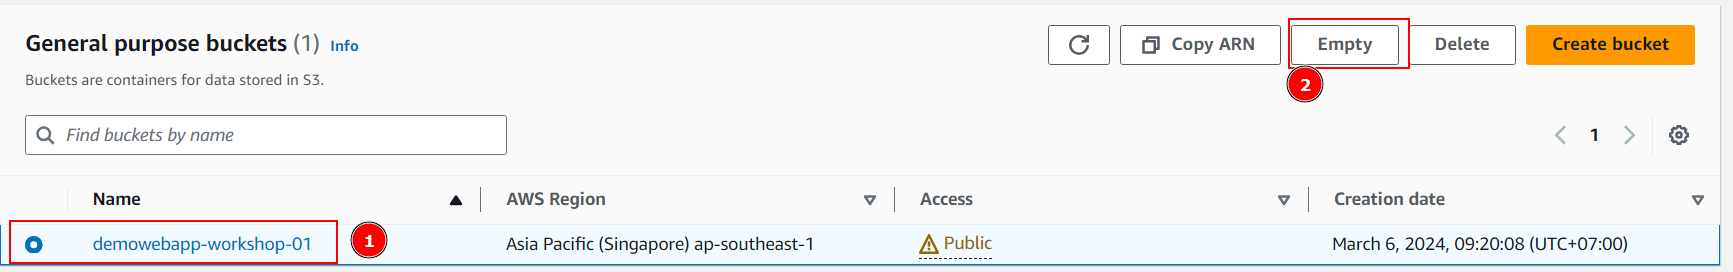 General purpose buckets (1) Info
Copy ARN
Empty
Delete
Create bucket
Buckets are containers for data stored in S3.
2
Find buckets by name
1
Name
AWS Region
Access
Creation date
demowebapp-workshop-01
1
Asia Pacific (Singapore) ap-southeast-1
Public
March 6, 2024, 09:20:08 (UTC+07:00)